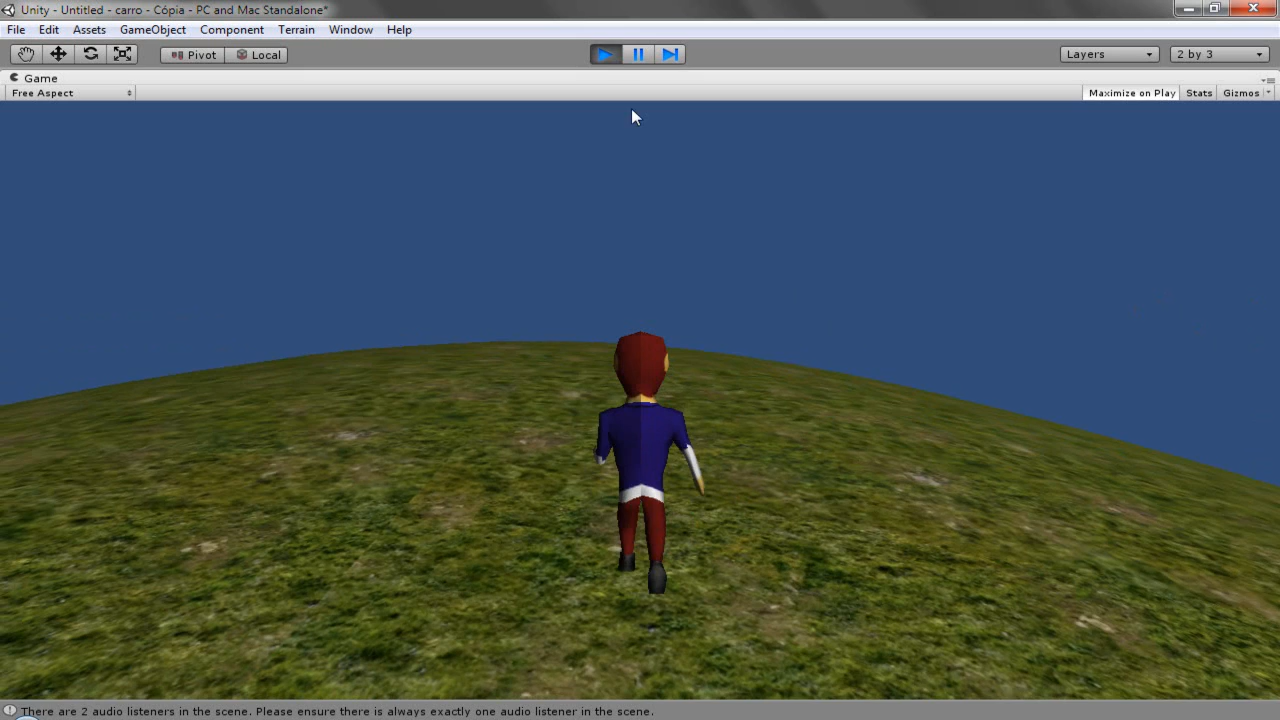 Unity - Untitled - carro - Cópia - PC and Mac Standalone*
File Edit Assets GameObject Component Terrain Window Help
Pivot Local Layers 2 by 3
Game
Free Aspect Maximize on Play Stats Gizmos
There are 2 audio listeners in the scene. Please ensure there is always exactly one audio listener in the scene.